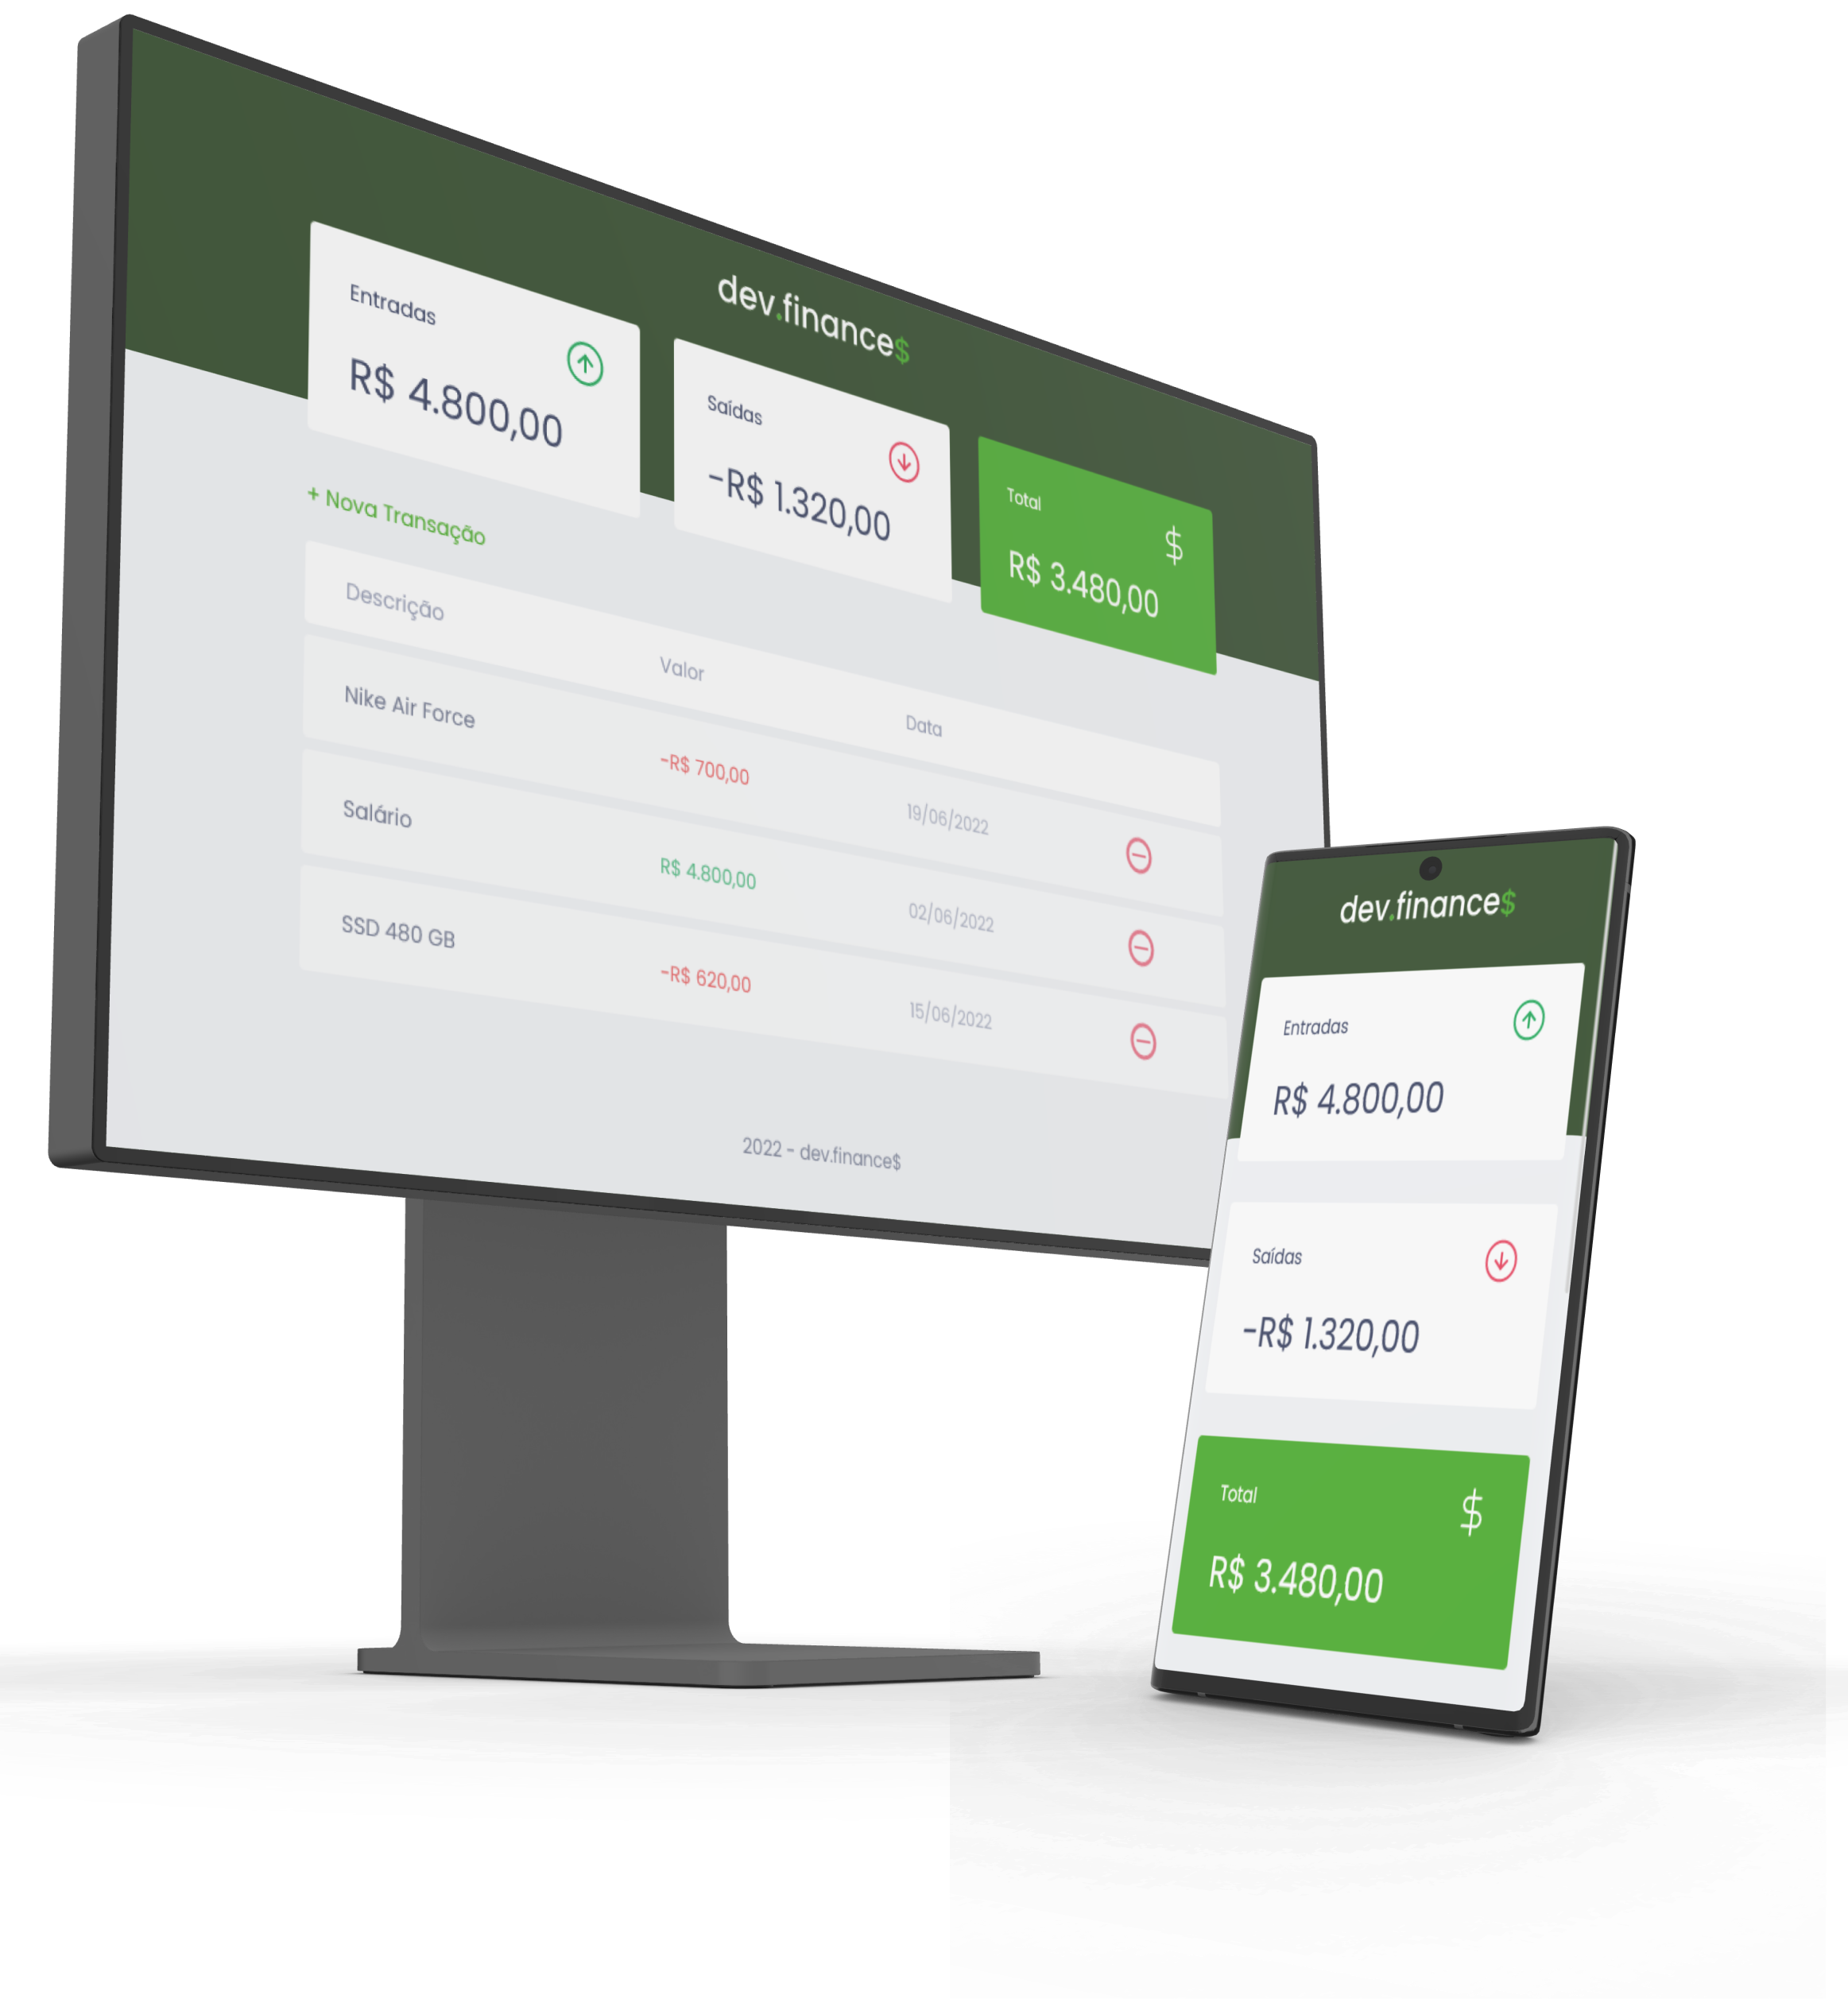 dev.finance$
Entradas
R$ 4.800,00
Saídas
-R$ 1.320,00
Total
$
R$ 3.480,00
+ Nova Transação
Descrição Valor Data
Nike Air Force -R$ 700,00 19/06/2022
Salário R$ 4.800,00 02/06/2022
SSD 480 GB -R$ 620,00 15/06/2022
2022 - dev.finance$
dev.finance$
Entradas
R$ 4.800,00
Saídas
-R$ 1.320,00
Total
$
R$ 3.480,00